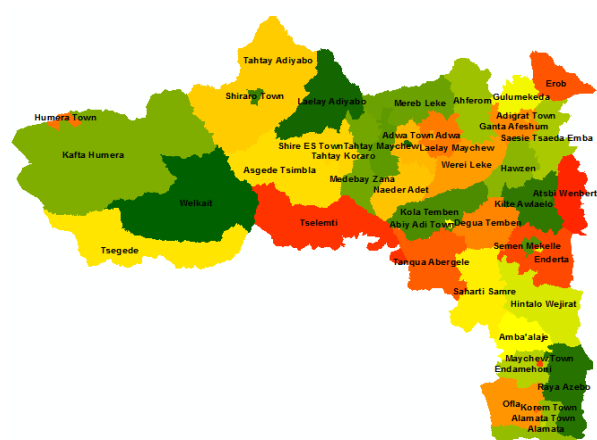 Tahtay Adiyabo
Erob
Shiraro Town
Laelay Adiyabo
Mereb Leke
Ahferom
Gulumekeda
Humera Town
Adigrat Town
Ganta Afeshum
Adwa Town
Adwa
Saesie Tsaeda Emba
Shire ES Town
Tahtay Maychew
Laelay Maychew
Kafta Humera
Tahtay Koraro
Werei Leke
Asgede Tsimbla
Hawzen
Medebay Zana
Naeder Adet
Atsbi Wenbert
Welkait
Kilte Awlaelo
Kola Temben
Tselemti
Abiy Adi Town
Degua Temben
Semen Mekelle
Tsegede
Enderta
Tanqua Abergele
Saharti Samre
Hintalo Wejirat
Amba'alaje
Maychew Town
Endamehoni
Raya Azebo
Ofla
Korem Town
Alamata Town
Alamata